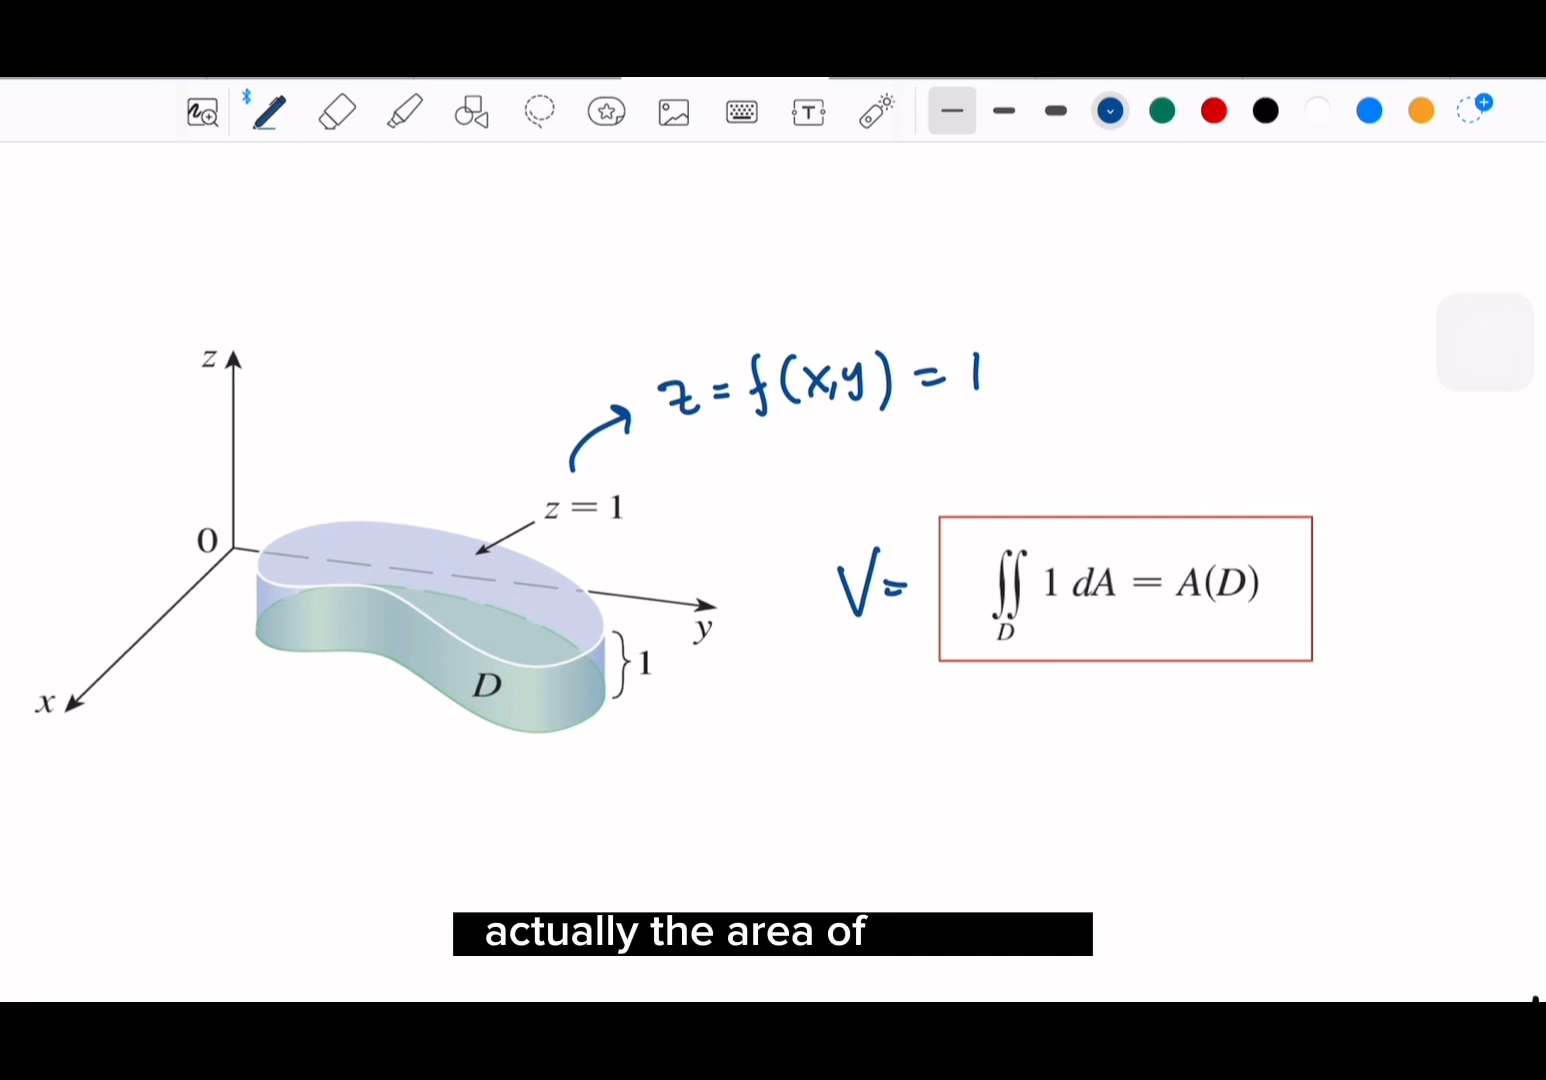 z
z = f(x,y) = 1
z = 1
0
V = ∬ 1 dA = A(D)
D
y
1
D
x
actually the area of